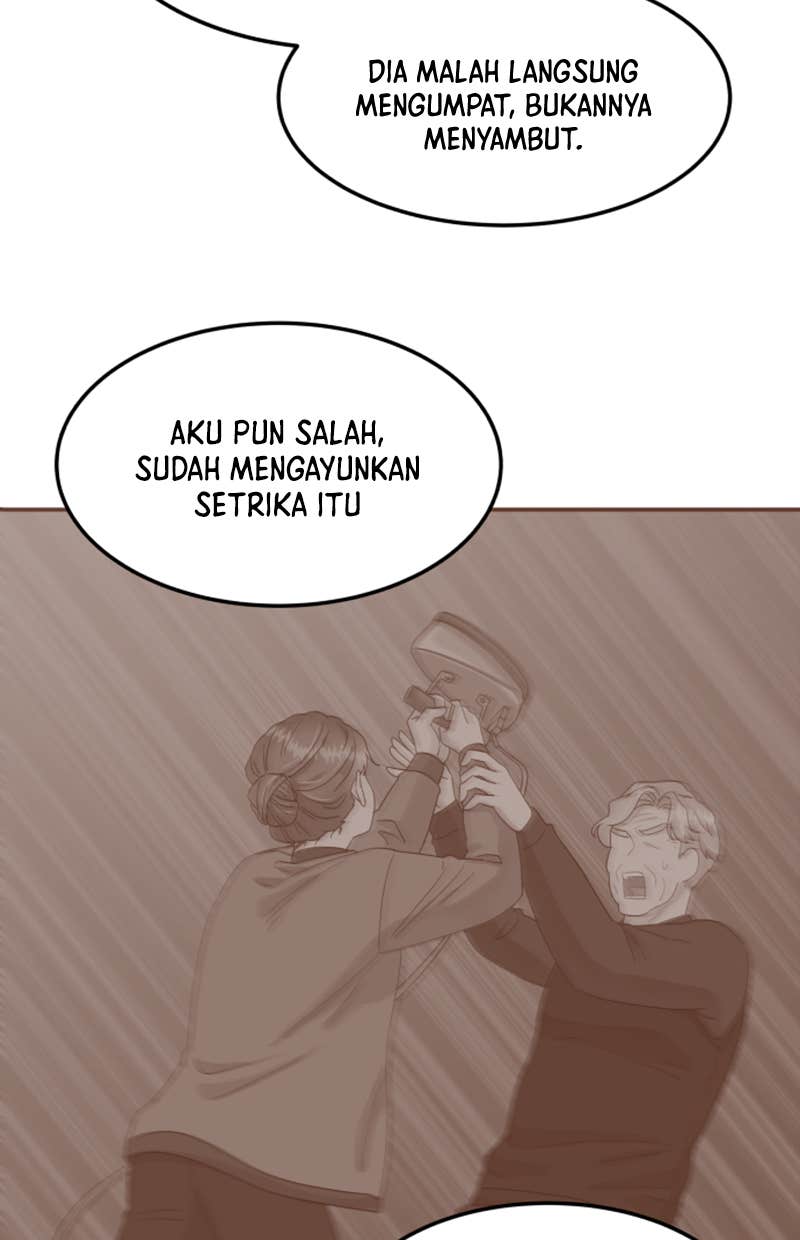 DIA MALAH LANGSUNG
MENGUMPAT, BUKANNYA
MENYAMBUT.
AKU PUN SALAH,
SUDAH MENGAYUNKAN
SETRIKA ITU